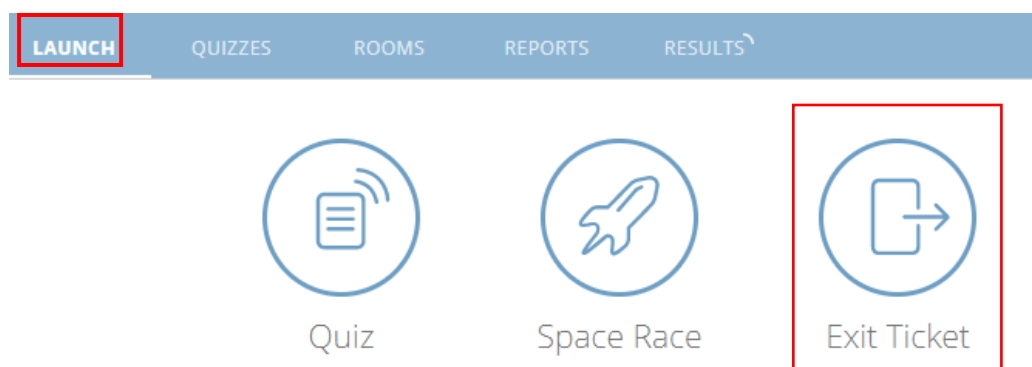 LAUNCH QUIZZES ROOMS REPORTS RESULTS
Quiz Space Race Exit Ticket